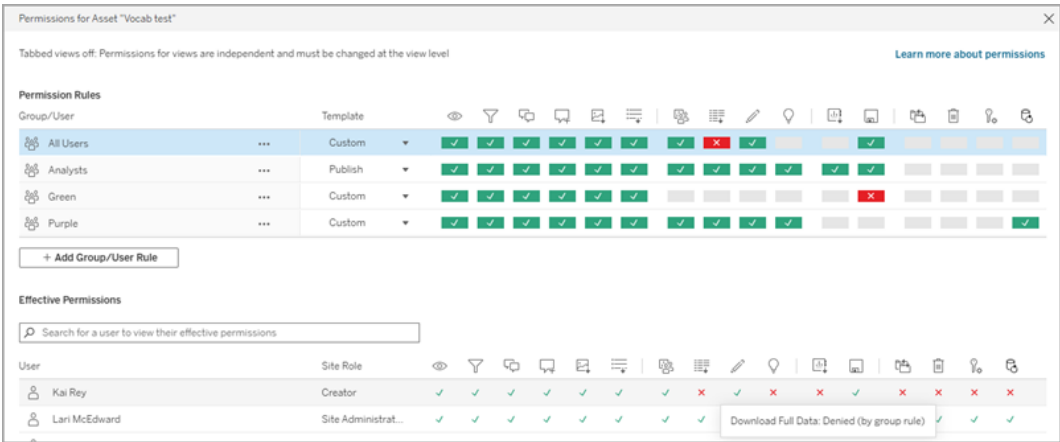 Permissions for Asset "Vocab test"
Tabbed views off: Permissions for views are independent and must be changed at the view level
Learn more about permissions
Permission Rules
Group/User Template
All Users ... Custom
Analysts ... Publish
Green ... Custom
Purple ... Custom
+ Add Group/User Rule
Effective Permissions
Search for a user to view their effective permissions
User Site Role
Kai Rey Creator
Lari McEdward Site Administrat...
Download Full Data: Denied (by group rule)